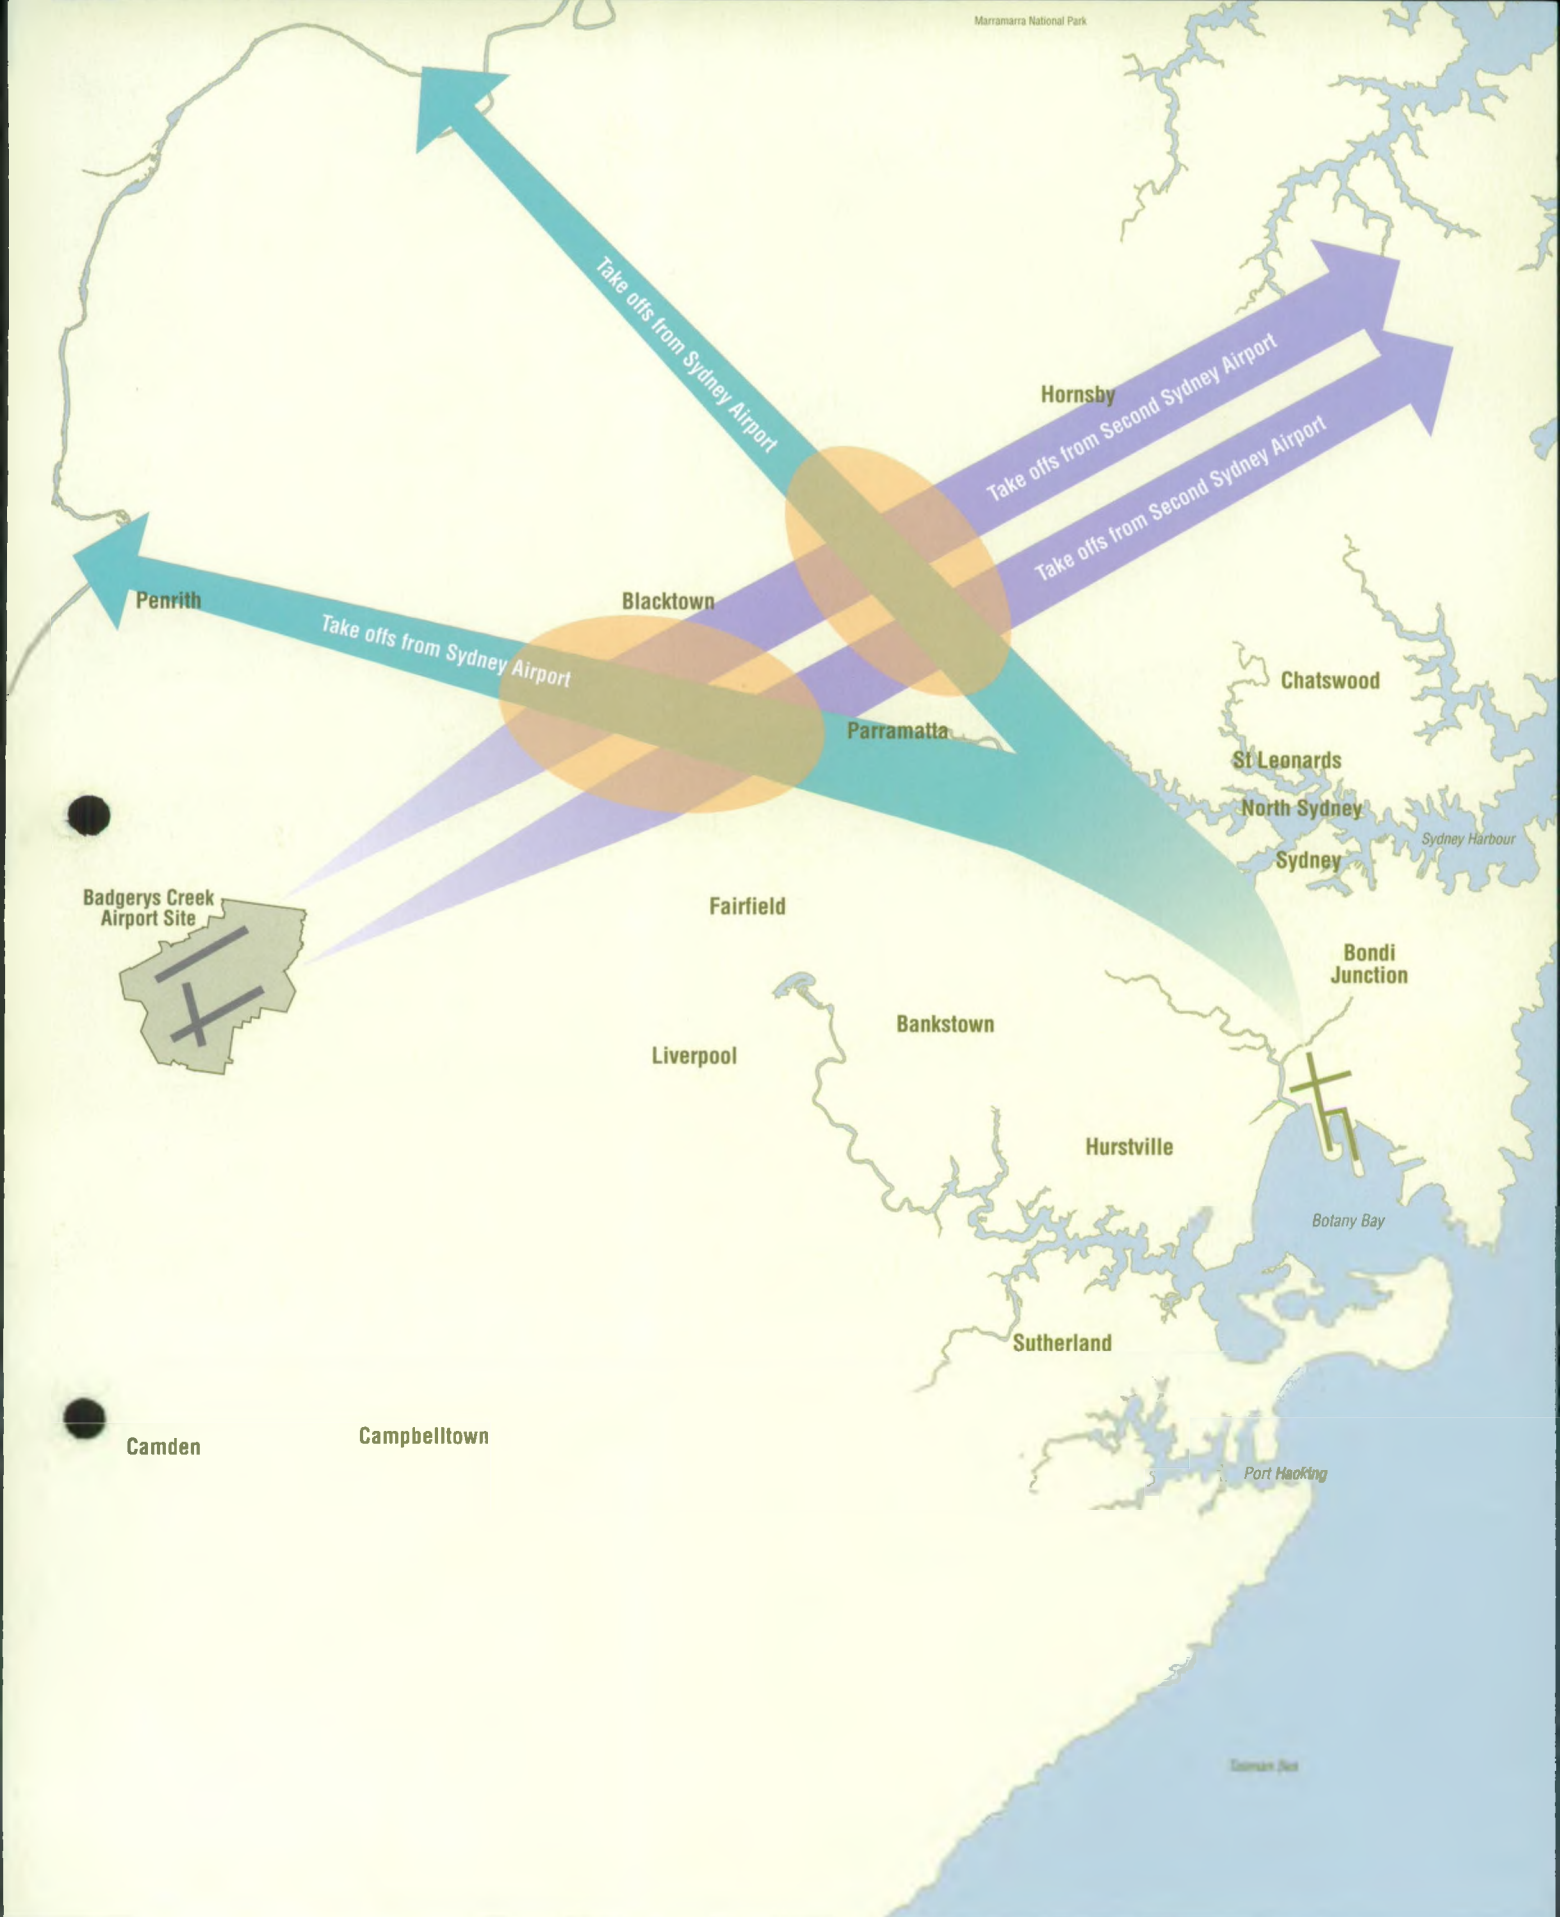 Marramarra National Park
Take offs from Sydney Airport
Hornsby
Take offs from Second Sydney Airport
Take offs from Second Sydney Airport
Penrith
Blacktown
Take offs from Sydney Airport
Chatswood
Parramatta
St Leonards
North Sydney
Sydney Harbour
Sydney
Badgerys Creek
Airport Site
Fairfield
Bondi
Junction
Bankstown
Liverpool
Hurstville
Botany Bay
Sutherland
Camden
Campbelltown
Port Hacking
Tasman Sea